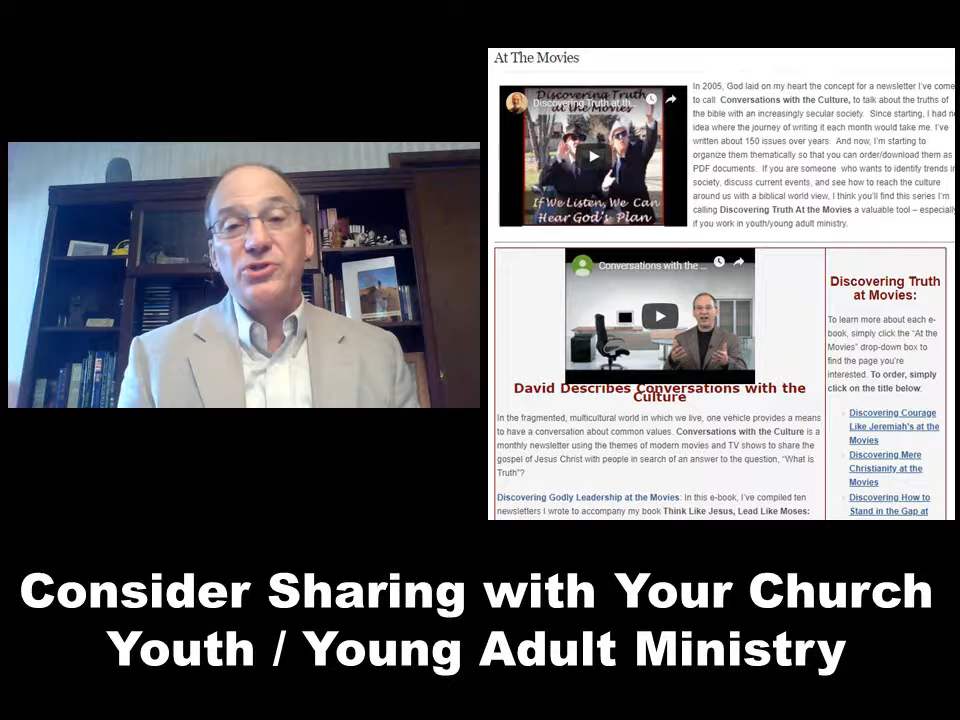 At The Movies
Discovering Truth
at the Movies
Discovering Truth at th...
If We Listen, We Can
Hear God's Plan
In 2005, God laid on my heart the concept for a newsletter I've come
to call Conversations with the Culture, to talk about the truths of
the bible with an increasingly secular society. Since starting, I had n
idea where the journey of writing it each month would take me. I've
written about 150 issues over years. And now, I'm starting to
organize them thematically so that you can order/download them as
PDF documents. If you are someone who wants to identify trends in
society, discuss current events, and see how to reach the culture
around us with a biblical world view, I think you'll find this series I'm
calling Discovering Truth At the Movies a valuable tool – especially
if you work in youth/young adult ministry.
Conversations with the ...
David Describes Conversations with the
Culture
In the fragmented, multicultural world in which we live, one vehicle provides a means
to have a conversation about common values. Conversations with the Culture is a
monthly newsletter using the themes of modern movies and TV shows to share the
gospel of Jesus Christ with people in search of an answer to the question, "What is
Truth"?
Discovering Godly Leadership at the Movies: In this e-book, I've compiled ten
newsletters I wrote to accompany my book Think Like Jesus, Lead Like Moses:
Discovering Truth
at Movies:
To learn more about each e-
book, simply click the "At the
Movies" drop-down box to
find the page you're
interested. To order, simply
click on the title below:
Discovering Courage
Like Jeremiah's at the
Movies
Discovering Mere
Christianity at the
Movies
Discovering How to
Stand in the Gap at
Consider Sharing with Your Church
Youth / Young Adult Ministry